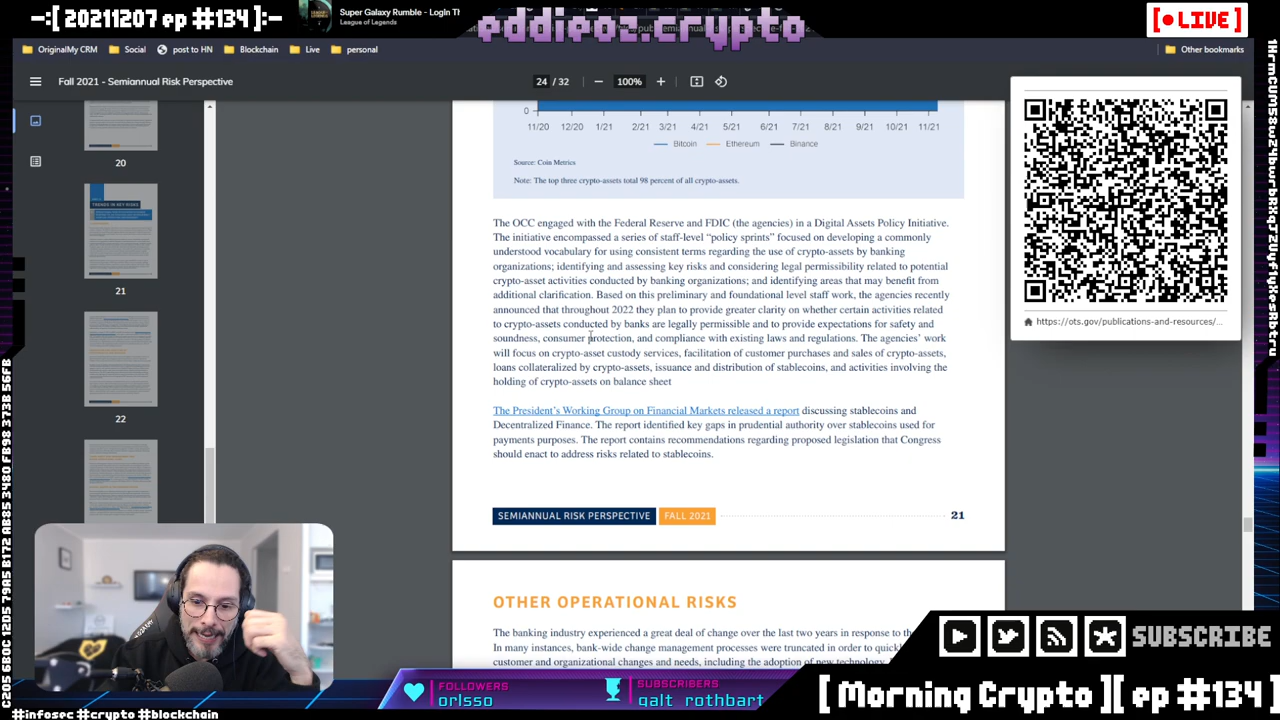 -:[ 20211207 ep #134 ]:-
Super Galaxy Rumble - Login Th
League of Legends
eddieoz.crypto
[ LIVE ]
OriginalMy CRM
Social
post to HN
Blockchain
Live
personal
Other bookmarks
Fall 2021 - Semiannual Risk Perspective
24 / 32
100%
20
21
22
0
11/20 12/20 1/21 2/21 3/21 4/21 5/21 6/21 7/21 8/21 9/21 10/21 11/21
Bitcoin Ethereum Binance
Source: Coin Metrics
Note: The top three crypto-assets total 98 percent of all crypto-assets.
The OCC engaged with the Federal Reserve and FDIC (the agencies) in a Digital Assets Policy Initiative.
The initiative encompassed a series of staff-level “policy sprints” focused on developing a commonly
understood vocabulary for using consistent terms regarding the use of crypto-assets by banking
organizations; identifying and assessing key risks and considering legal permissibility related to potential
crypto-asset activities conducted by banking organizations; and identifying areas that may benefit from
additional clarification. Based on this preliminary and foundational level staff work, the agencies recently
announced that throughout 2022 they plan to provide greater clarity on whether certain activities related
to crypto-assets conducted by banks are legally permissible and to provide expectations for safety and
soundness, consumer protection, and compliance with existing laws and regulations. The agencies’ work
will focus on crypto-asset custody services, facilitation of customer purchases and sales of crypto-assets,
loans collateralized by crypto-assets, issuance and distribution of stablecoins, and activities involving the
holding of crypto-assets on balance sheet
The President’s Working Group on Financial Markets released a report discussing stablecoins and
Decentralized Finance. The report identified key gaps in prudential authority over stablecoins used for
payments purposes. The report contains recommendations regarding proposed legislation that Congress
should enact to address risks related to stablecoins.
SEMIANNUAL RISK PERSPECTIVE FALL 2021 21
OTHER OPERATIONAL RISKS
The banking industry experienced a great deal of change over the last two years in response to th
In many instances, bank-wide change management processes were truncated in order to quickl
customer and organizational changes and needs, including the adoption of new technology.
https://ots.gov/publications-and-resources/...
SUBSCRIBE
FOLLOWERS
orlsso
SUBSCRIBERS
galt_rothbart
[ Morning Crypto ][ ep #134 ]
#crypto #blockchain